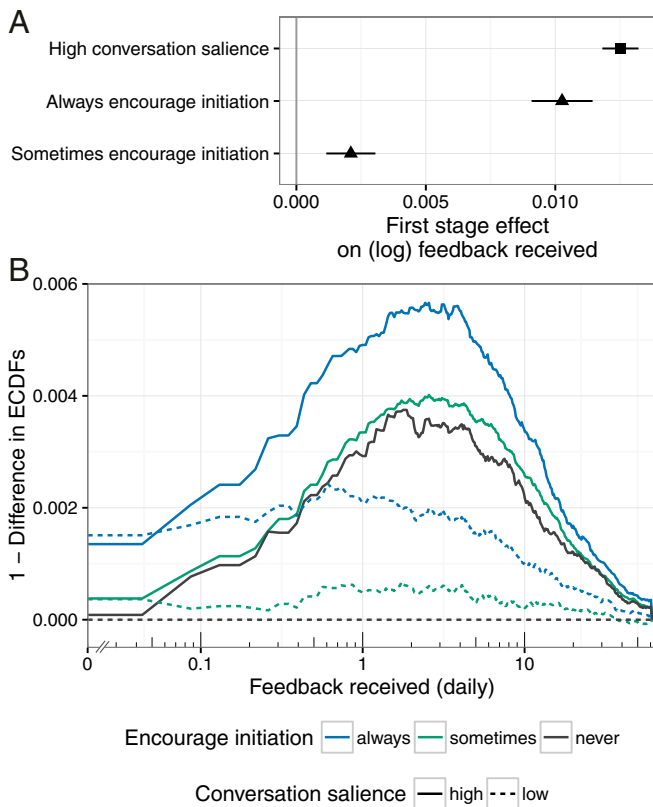 A
High conversation salience
Always encourage initiation
Sometimes encourage initiation
0.000 0.005 0.010
First stage effect
on (log) feedback received
B
0.006
0.004
0.002
0.000
1 − Difference in ECDFs
0 0.1 1 10
Feedback received (daily)
Encourage initiation always sometimes never
Conversation salience high low